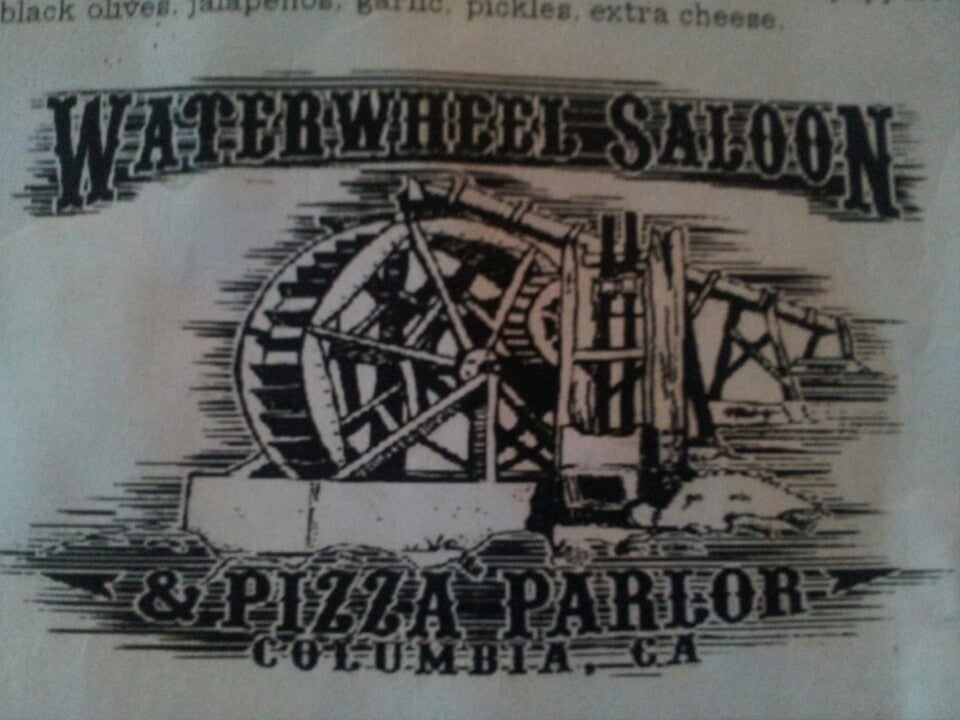 black olives, jalapenos, garlic, pickles, extra cheese.
WATERWHEEL SALOON
& PIZZA PARLOR
COLUMBIA, CA